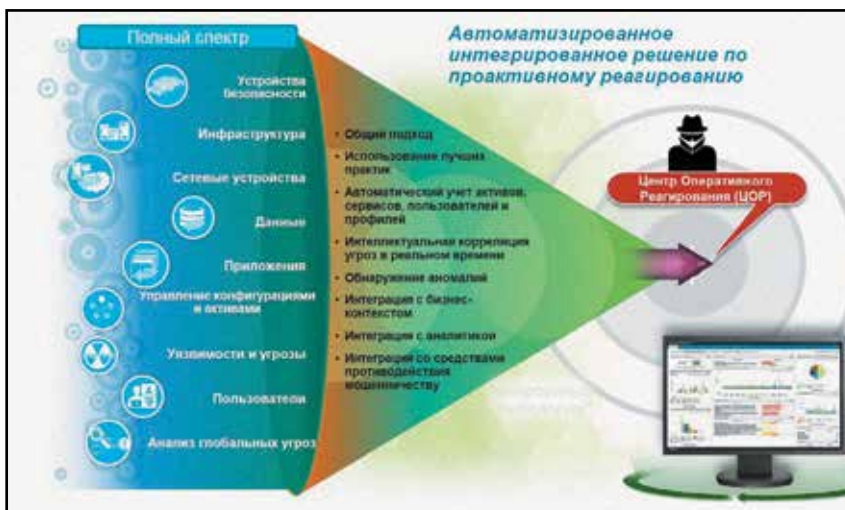 Полный спектр
Автоматизированное
интегрированное решение по
проактивному реагированию
Устройства
безопасности
Инфраструктура
Сетевые устройства
Данные
Приложения
Управление конфигурациями
и активами
Уязвимости и угрозы
Пользователи
Анализ глобальных угроз
• Общий подход
• Использование лучших
практик
• Автоматический учет активов,
сервисов, пользователей и
профилей
• Интеллектуальная корреляция
угроз в реальном времени
• Обнаружение аномалий
• Интеграция с бизнес-
контекстом
• Интеграция с аналитикой
• Интеграция со средствами
противодействия
мошенничеству
Центр Оперативного
Реагирования (ЦОР)